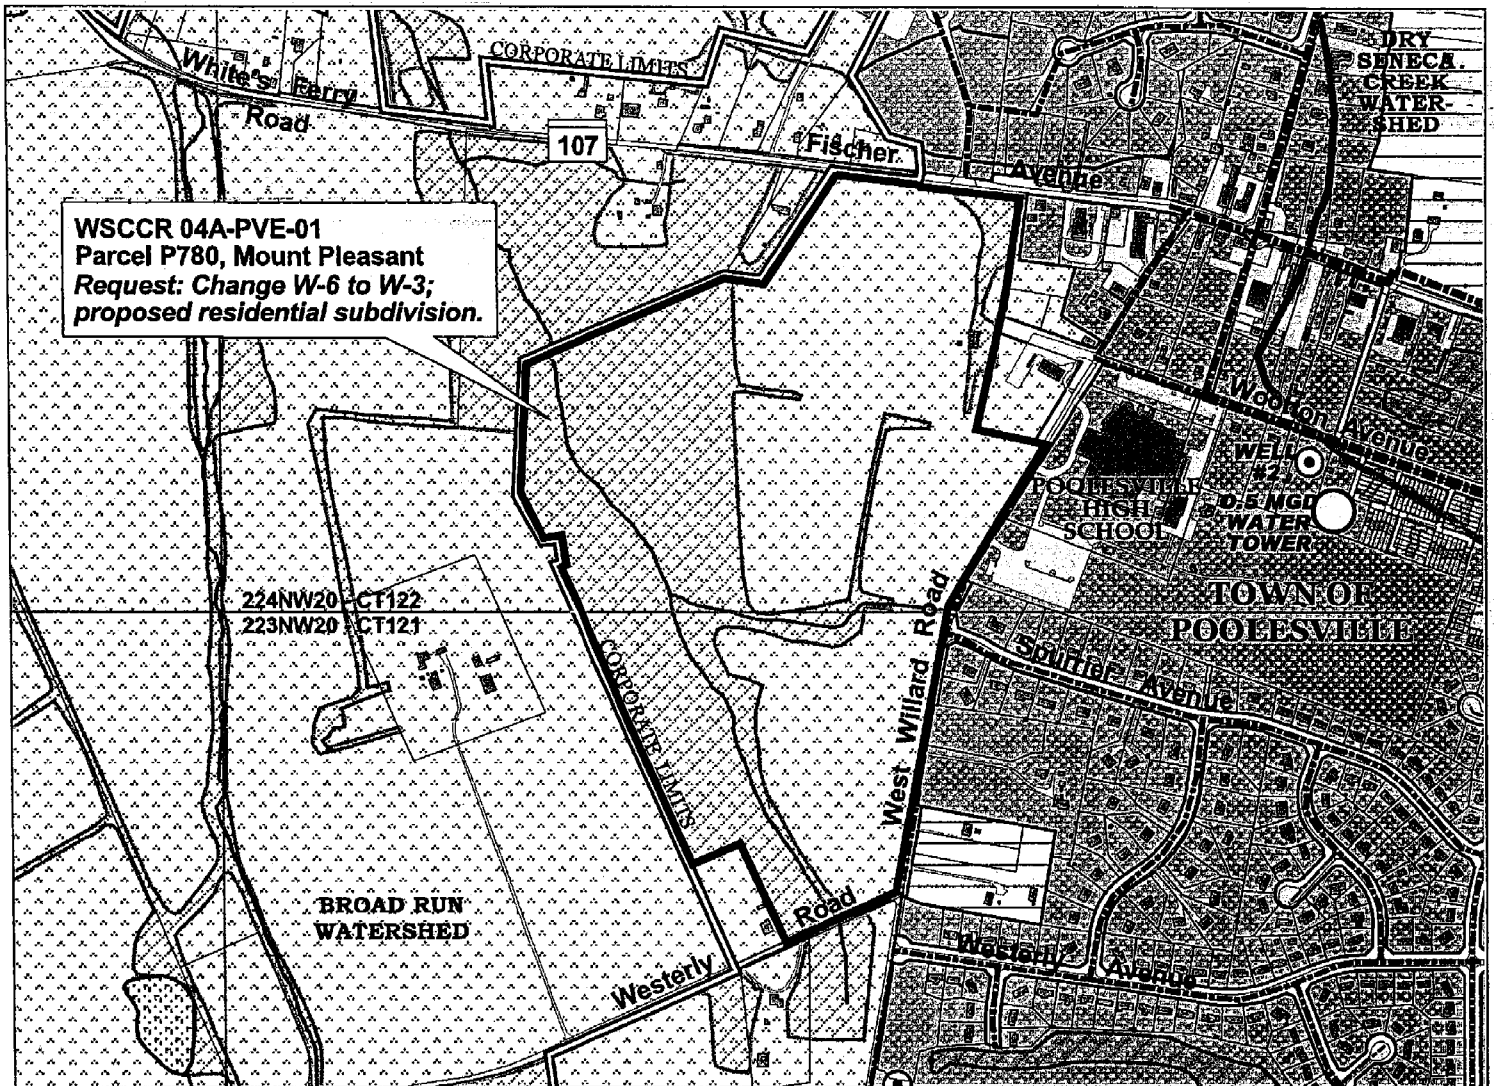 CORPORATE LIMITS
DRY
SENECA
CREEK
WATER-
SHED
White's Ferry
Road
107
Fischer
Avenue
WSCCR 04A-PVE-01
Parcel P780, Mount Pleasant
Request: Change W-6 to W-3;
proposed residential subdivision.
Wootton Avenue
WELL
#2
POOLESVILLE
HIGH
SCHOOL
0.5 MGD
WATER
TOWER
TOWN OF
POOLESVILLE
224NW20 - CT122
223NW20 - CT121
West Willard Road
Spurrier Avenue
CORPORATE LIMITS
BROAD RUN
WATERSHED
Westerly Road
Westerly Avenue